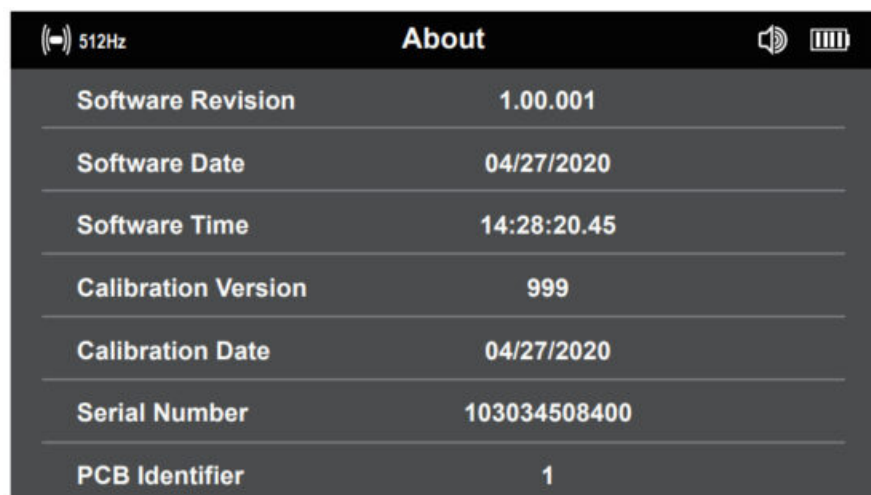 512Hz About
Software Revision 1.00.001
Software Date 04/27/2020
Software Time 14:28:20.45
Calibration Version 999
Calibration Date 04/27/2020
Serial Number 103034508400
PCB Identifier 1